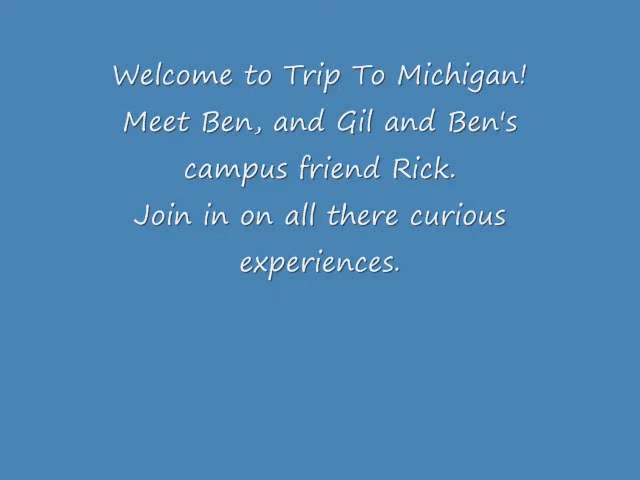 Welcome to Trip To Michigan!
Meet Ben, and Gil and Ben's
campus friend Rick.
Join in on all there curious
experiences.